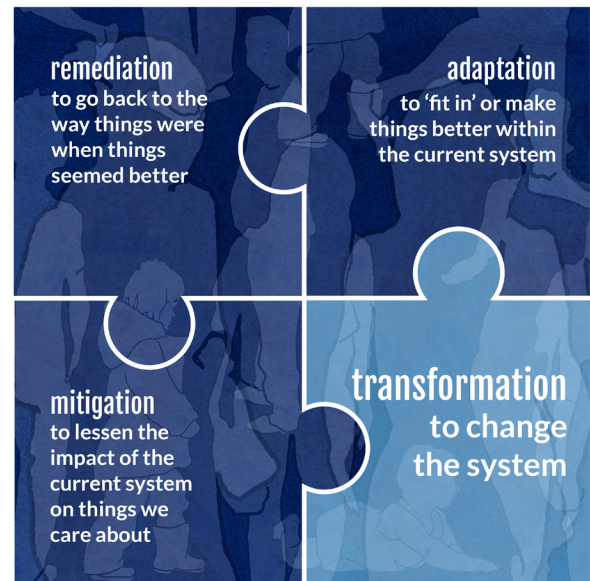 remediation
to go back to the
way things were
when things
seemed better
adaptation
to ‘fit in’ or make
things better within
the current system
mitigation
to lessen the
impact of the
current system
on things we
care about
transformation
to change
the system